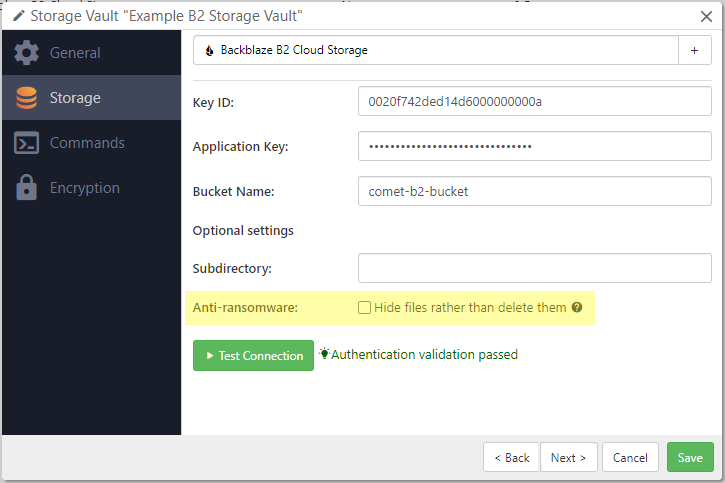 Storage Vault "Example B2 Storage Vault"
General
Storage
Commands
Encryption
Backblaze B2 Cloud Storage
+
Key ID:
0020f742ded14d6000000000a
Application Key:
•••••••••••••••••••••••••••••••
Bucket Name:
comet-b2-bucket
Optional settings
Subdirectory:
Anti-ransomware:
Hide files rather than delete them ?
Test Connection
Authentication validation passed
< Back
Next >
Cancel
Save